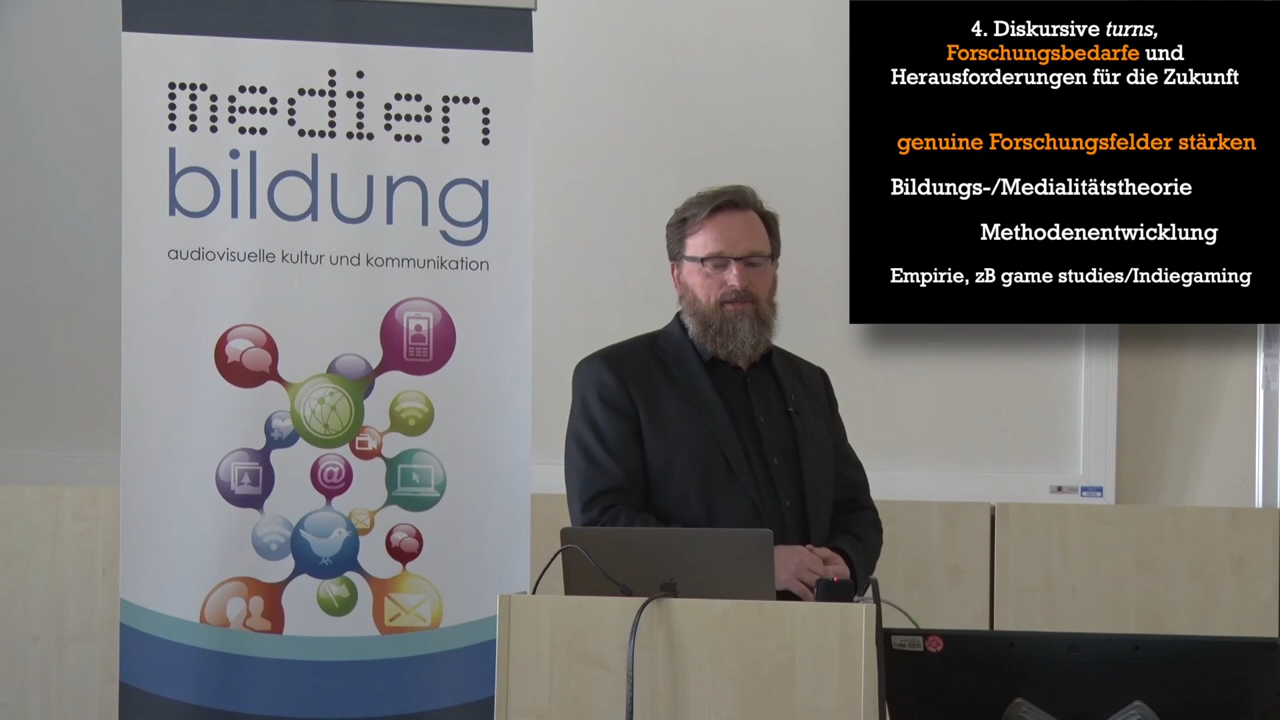 medien
bildung
audiovisuelle kultur und kommunikation
@
4. Diskursive turns,
Forschungsbedarfe und
Herausforderungen für die Zukunft
genuine Forschungsfelder stärken
Bildungs-/Medialitätstheorie
Methodenentwicklung
Empirie, zB game studies/Indiegaming